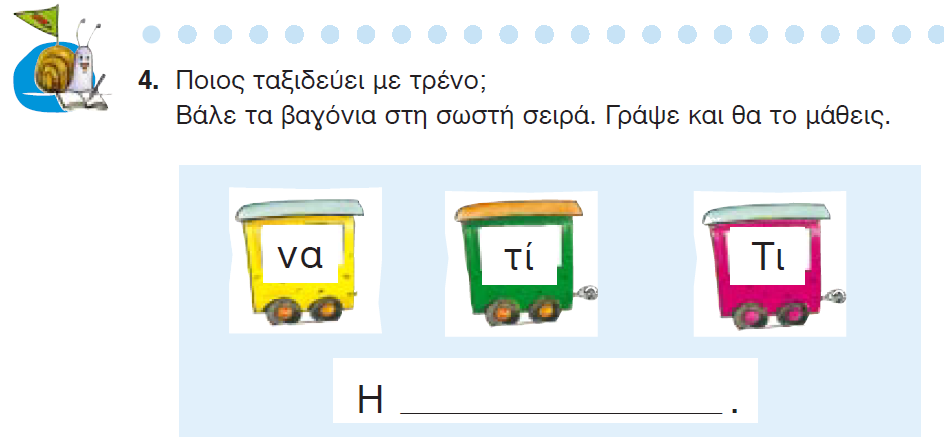 4. Ποιος ταξιδεύει με τρένο;
Βάλε τα βαγόνια στη σωστή σειρά. Γράψε και θα το μάθεις.
να τί Τι
Η ____________________.